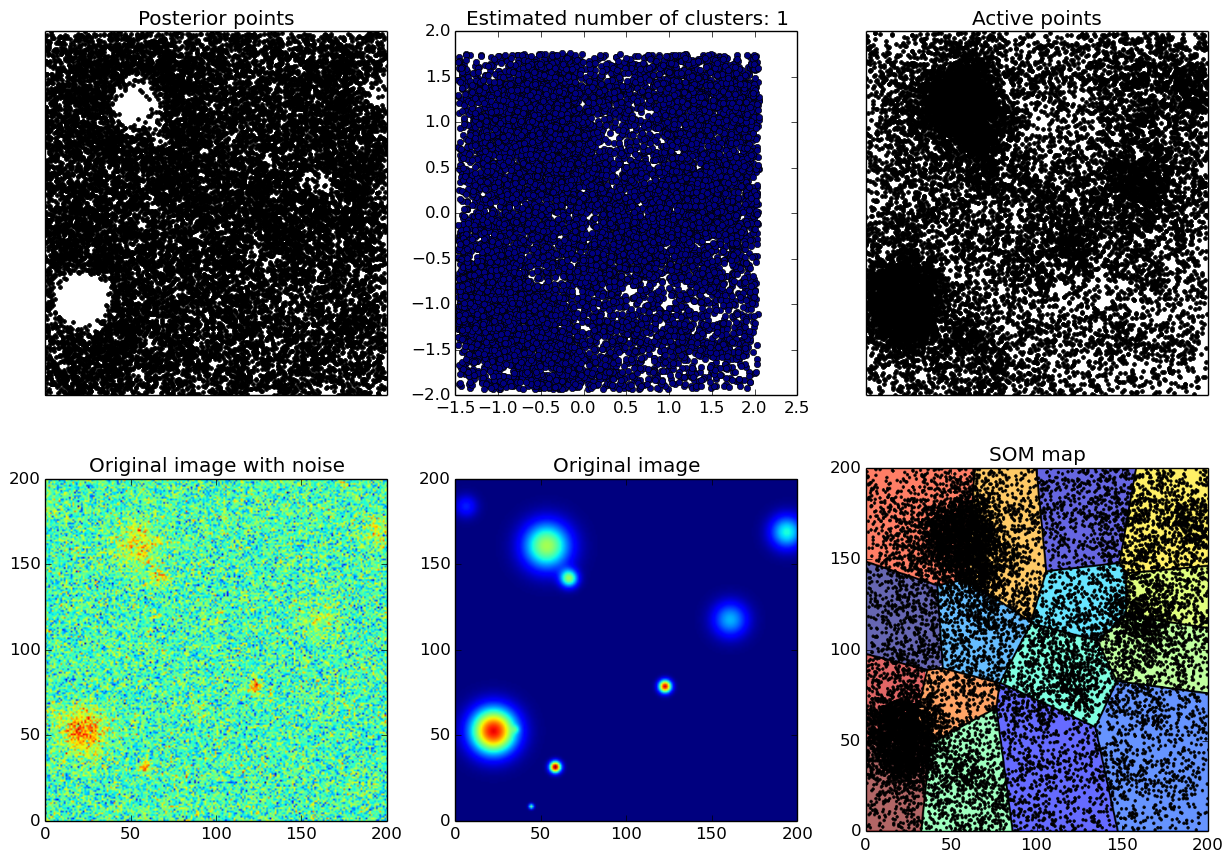 Posterior points
Estimated number of clusters: 1
Active points
2.0
1.5
1.0
0.5
0.0
−0.5
−1.0
−1.5
−2.0
−1.5 −1.0 −0.5 0.0 0.5 1.0 1.5 2.0 2.5
Original image with noise
Original image
SOM map
200
150
100
50
0
0 50 100 150 200
200
150
100
50
0
0 50 100 150 200
200
150
100
50
0
0 50 100 150 200